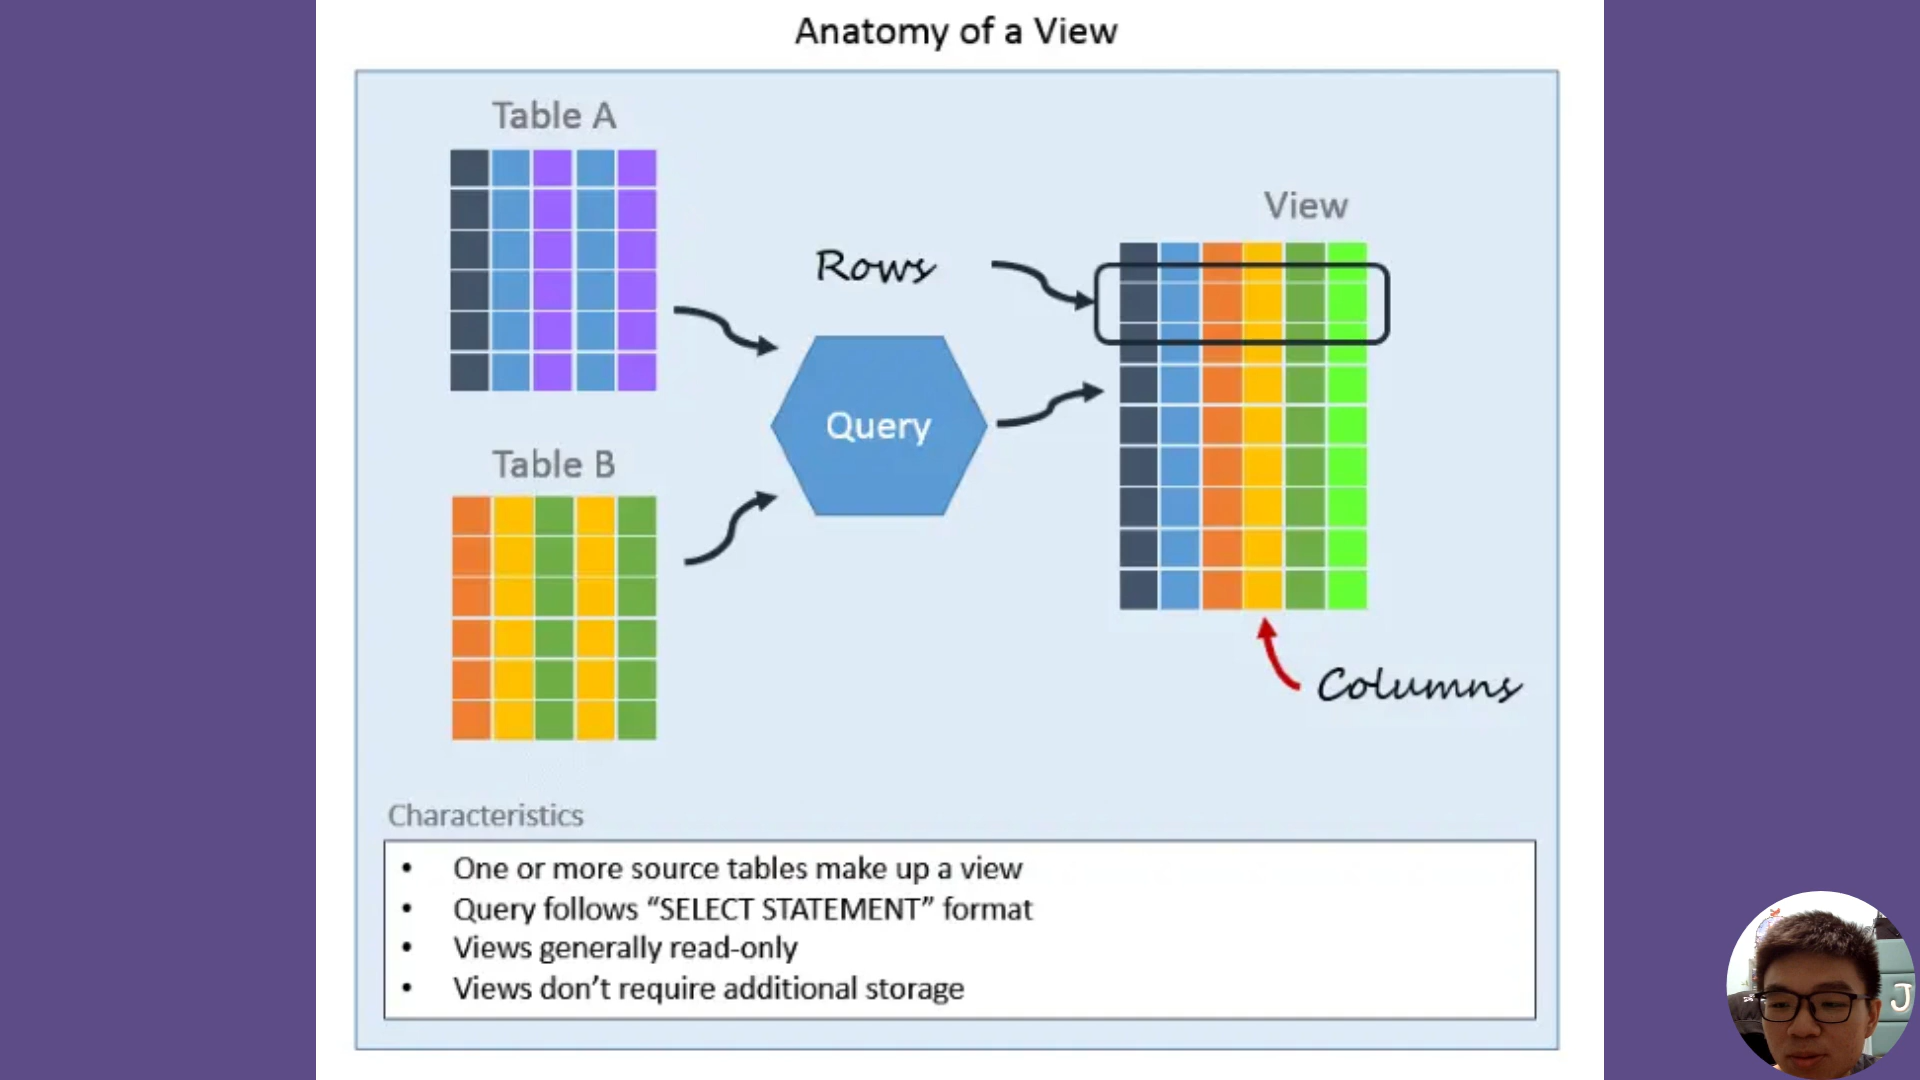 Anatomy of a View
Table A
View
Rows
Query
Table B
Columns
Characteristics
• One or more source tables make up a view
• Query follows “SELECT STATEMENT” format
• Views generally read-only
• Views don’t require additional storage
J